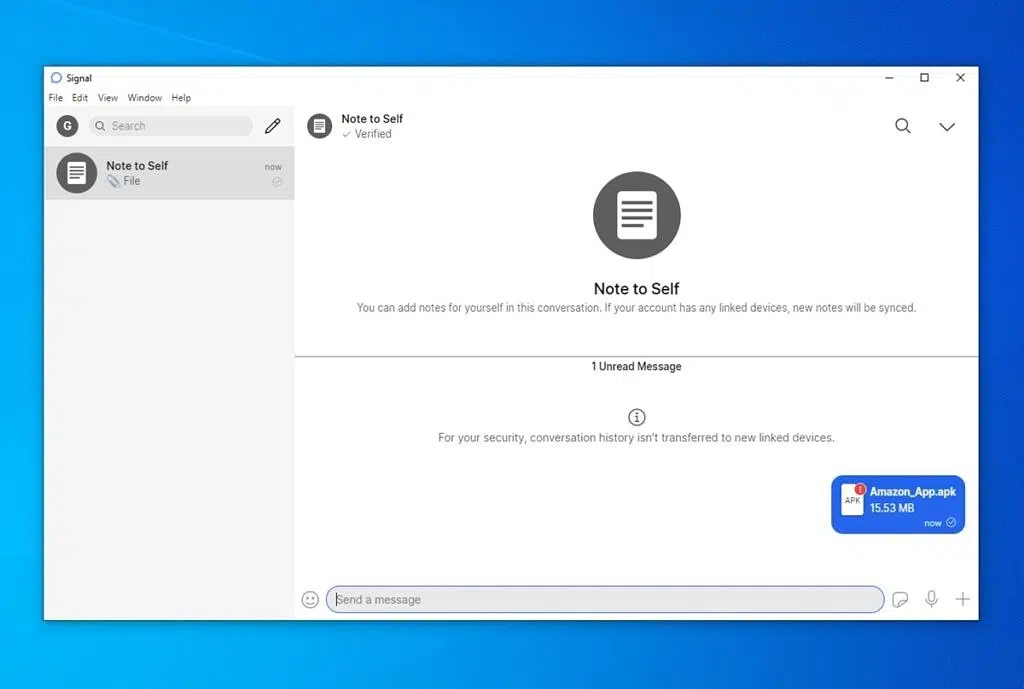 Signal
File Edit View Window Help
G
Search
Note to Self
now
File
Note to Self
Verified
Note to Self
You can add notes for yourself in this conversation. If your account has any linked devices, new notes will be synced.
1 Unread Message
For your security, conversation history isn't transferred to new linked devices.
APK
!
Amazon_App.apk
15.53 MB
now
Send a message